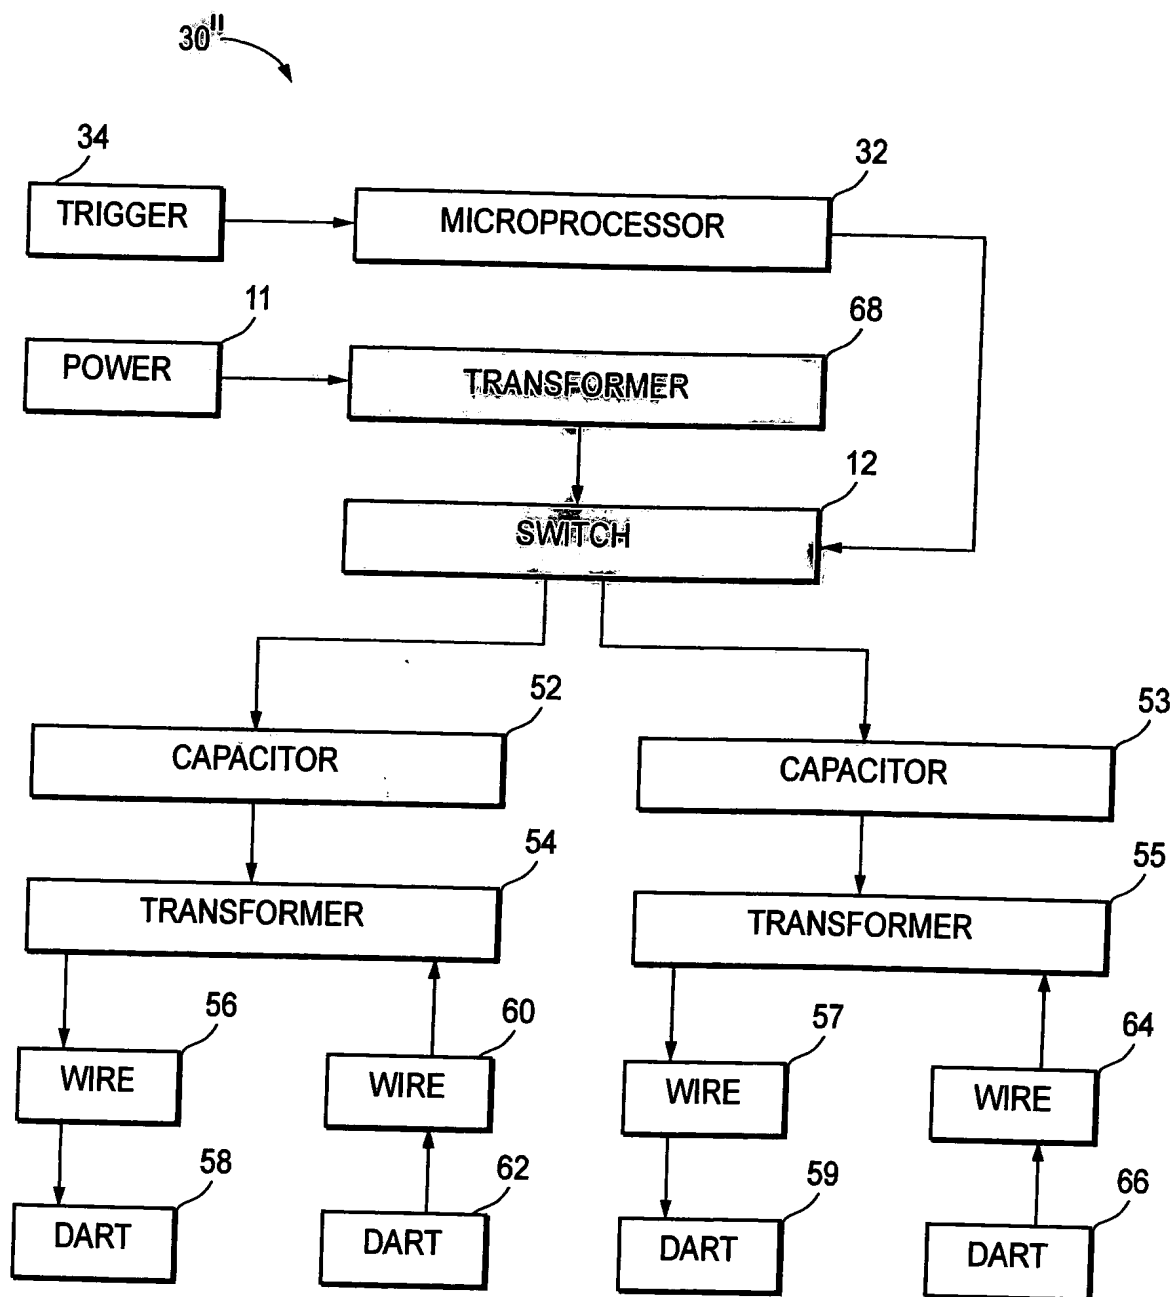 30"
34
32
TRIGGER
MICROPROCESSOR
11
68
POWER
TRANSFORMER
12
SWITCH
52
53
CAPACITOR
CAPACITOR
54
55
TRANSFORMER
TRANSFORMER
56
60
57
64
WIRE
WIRE
WIRE
WIRE
58
62
59
66
DART
DART
DART
DART